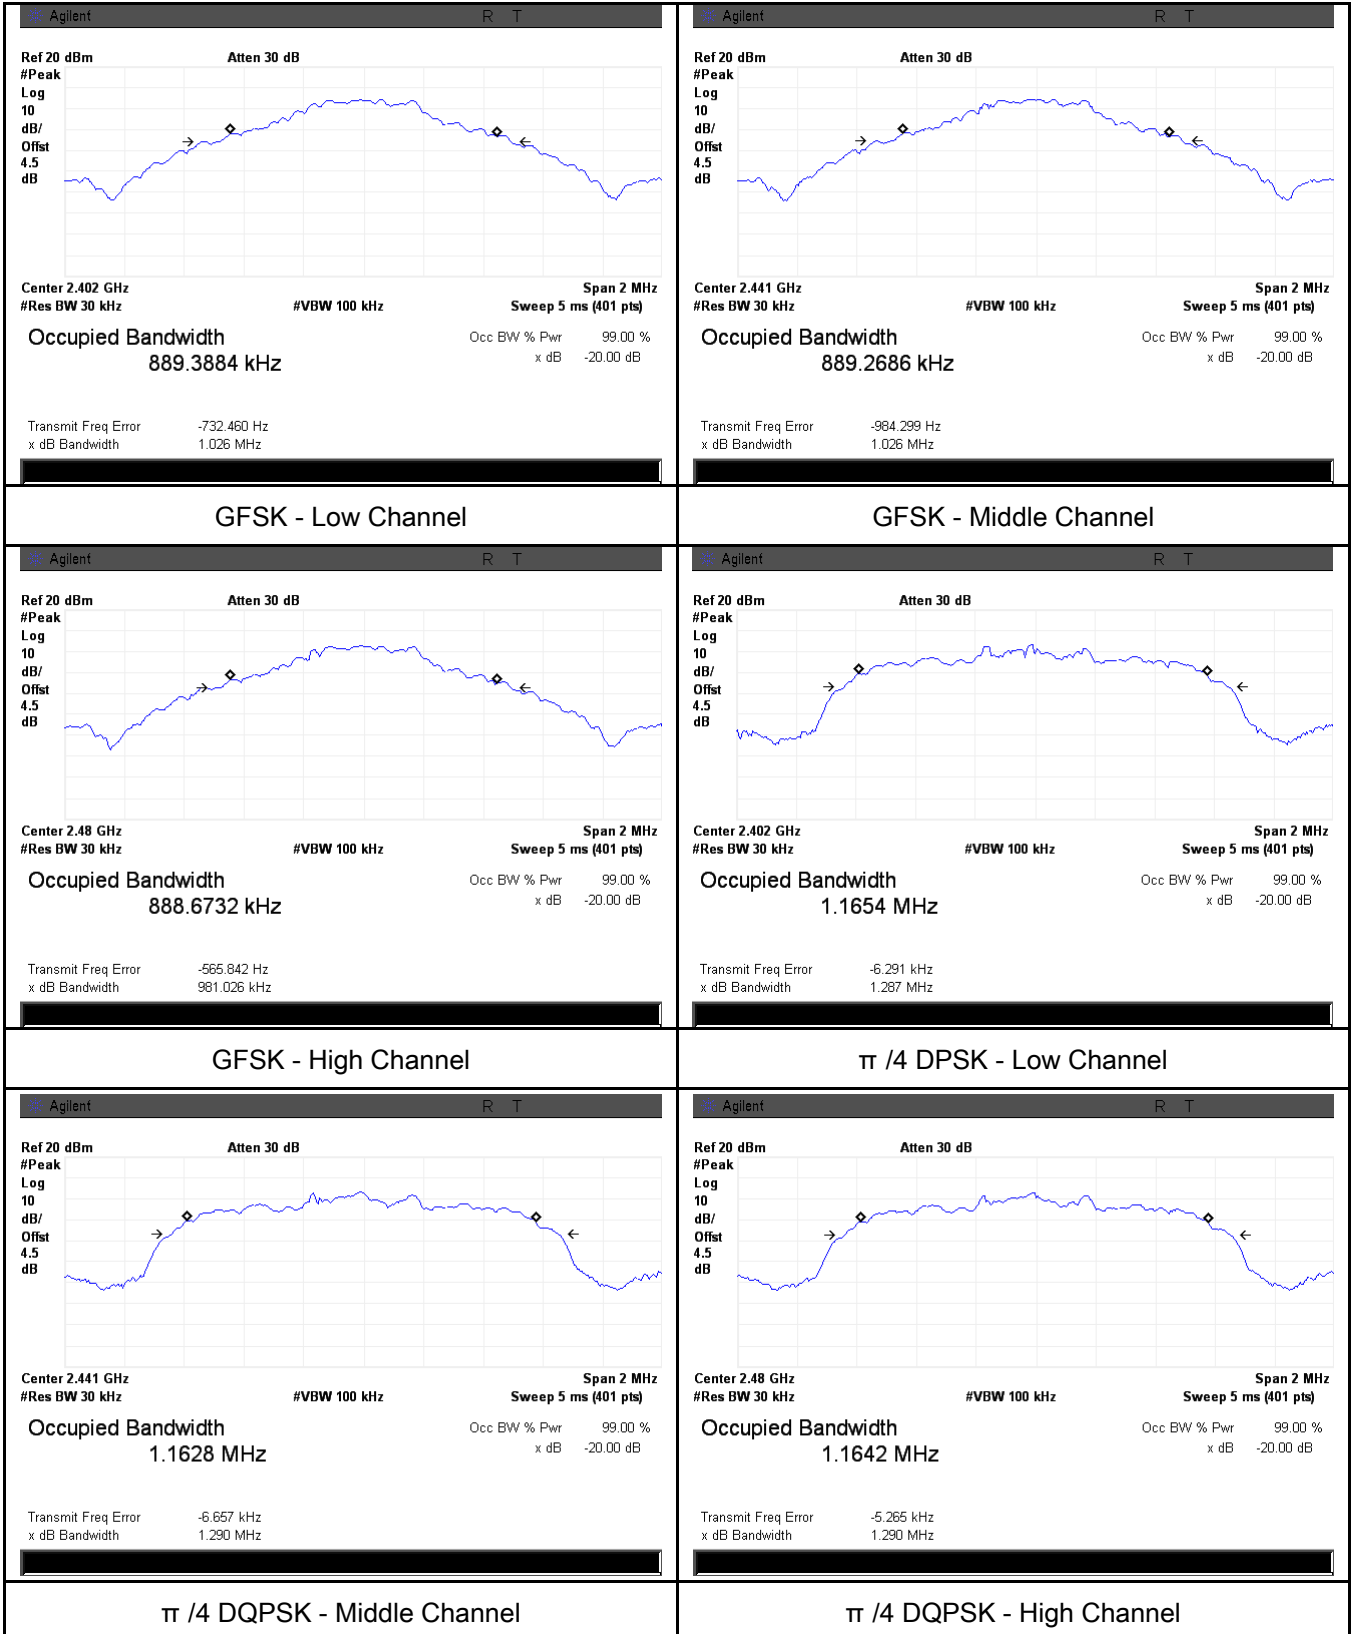 Agilent R T
Ref 20 dBm Atten 30 dB
#Peak
Log
10
dB/
Offst
4.5
dB
Center 2.402 GHz Span 2 MHz
#Res BW 30 kHz #VBW 100 kHz Sweep 5 ms (401 pts)
Occupied Bandwidth Occ BW % Pwr 99.00 %
889.3884 kHz x dB -20.00 dB
Transmit Freq Error -732.460 Hz
x dB Bandwidth 1.026 MHz
GFSK - Low Channel
Agilent R T
Ref 20 dBm Atten 30 dB
#Peak
Log
10
dB/
Offst
4.5
dB
Center 2.441 GHz Span 2 MHz
#Res BW 30 kHz #VBW 100 kHz Sweep 5 ms (401 pts)
Occupied Bandwidth Occ BW % Pwr 99.00 %
889.2686 kHz x dB -20.00 dB
Transmit Freq Error -984.299 Hz
x dB Bandwidth 1.026 MHz
GFSK - Middle Channel
Agilent R T
Ref 20 dBm Atten 30 dB
#Peak
Log
10
dB/
Offst
4.5
dB
Center 2.48 GHz Span 2 MHz
#Res BW 30 kHz #VBW 100 kHz Sweep 5 ms (401 pts)
Occupied Bandwidth Occ BW % Pwr 99.00 %
888.6732 kHz x dB -20.00 dB
Transmit Freq Error -565.842 Hz
x dB Bandwidth 981.026 kHz
GFSK - High Channel
Agilent R T
Ref 20 dBm Atten 30 dB
#Peak
Log
10
dB/
Offst
4.5
dB
Center 2.402 GHz Span 2 MHz
#Res BW 30 kHz #VBW 100 kHz Sweep 5 ms (401 pts)
Occupied Bandwidth Occ BW % Pwr 99.00 %
1.1654 MHz x dB -20.00 dB
Transmit Freq Error -6.291 kHz
x dB Bandwidth 1.287 MHz
π /4 DPSK - Low Channel
Agilent R T
Ref 20 dBm Atten 30 dB
#Peak
Log
10
dB/
Offst
4.5
dB
Center 2.441 GHz Span 2 MHz
#Res BW 30 kHz #VBW 100 kHz Sweep 5 ms (401 pts)
Occupied Bandwidth Occ BW % Pwr 99.00 %
1.1628 MHz x dB -20.00 dB
Transmit Freq Error -6.657 kHz
x dB Bandwidth 1.290 MHz
π /4 DQPSK - Middle Channel
Agilent R T
Ref 20 dBm Atten 30 dB
#Peak
Log
10
dB/
Offst
4.5
dB
Center 2.48 GHz Span 2 MHz
#Res BW 30 kHz #VBW 100 kHz Sweep 5 ms (401 pts)
Occupied Bandwidth Occ BW % Pwr 99.00 %
1.1642 MHz x dB -20.00 dB
Transmit Freq Error -5.265 kHz
x dB Bandwidth 1.290 MHz
π /4 DQPSK - High Channel